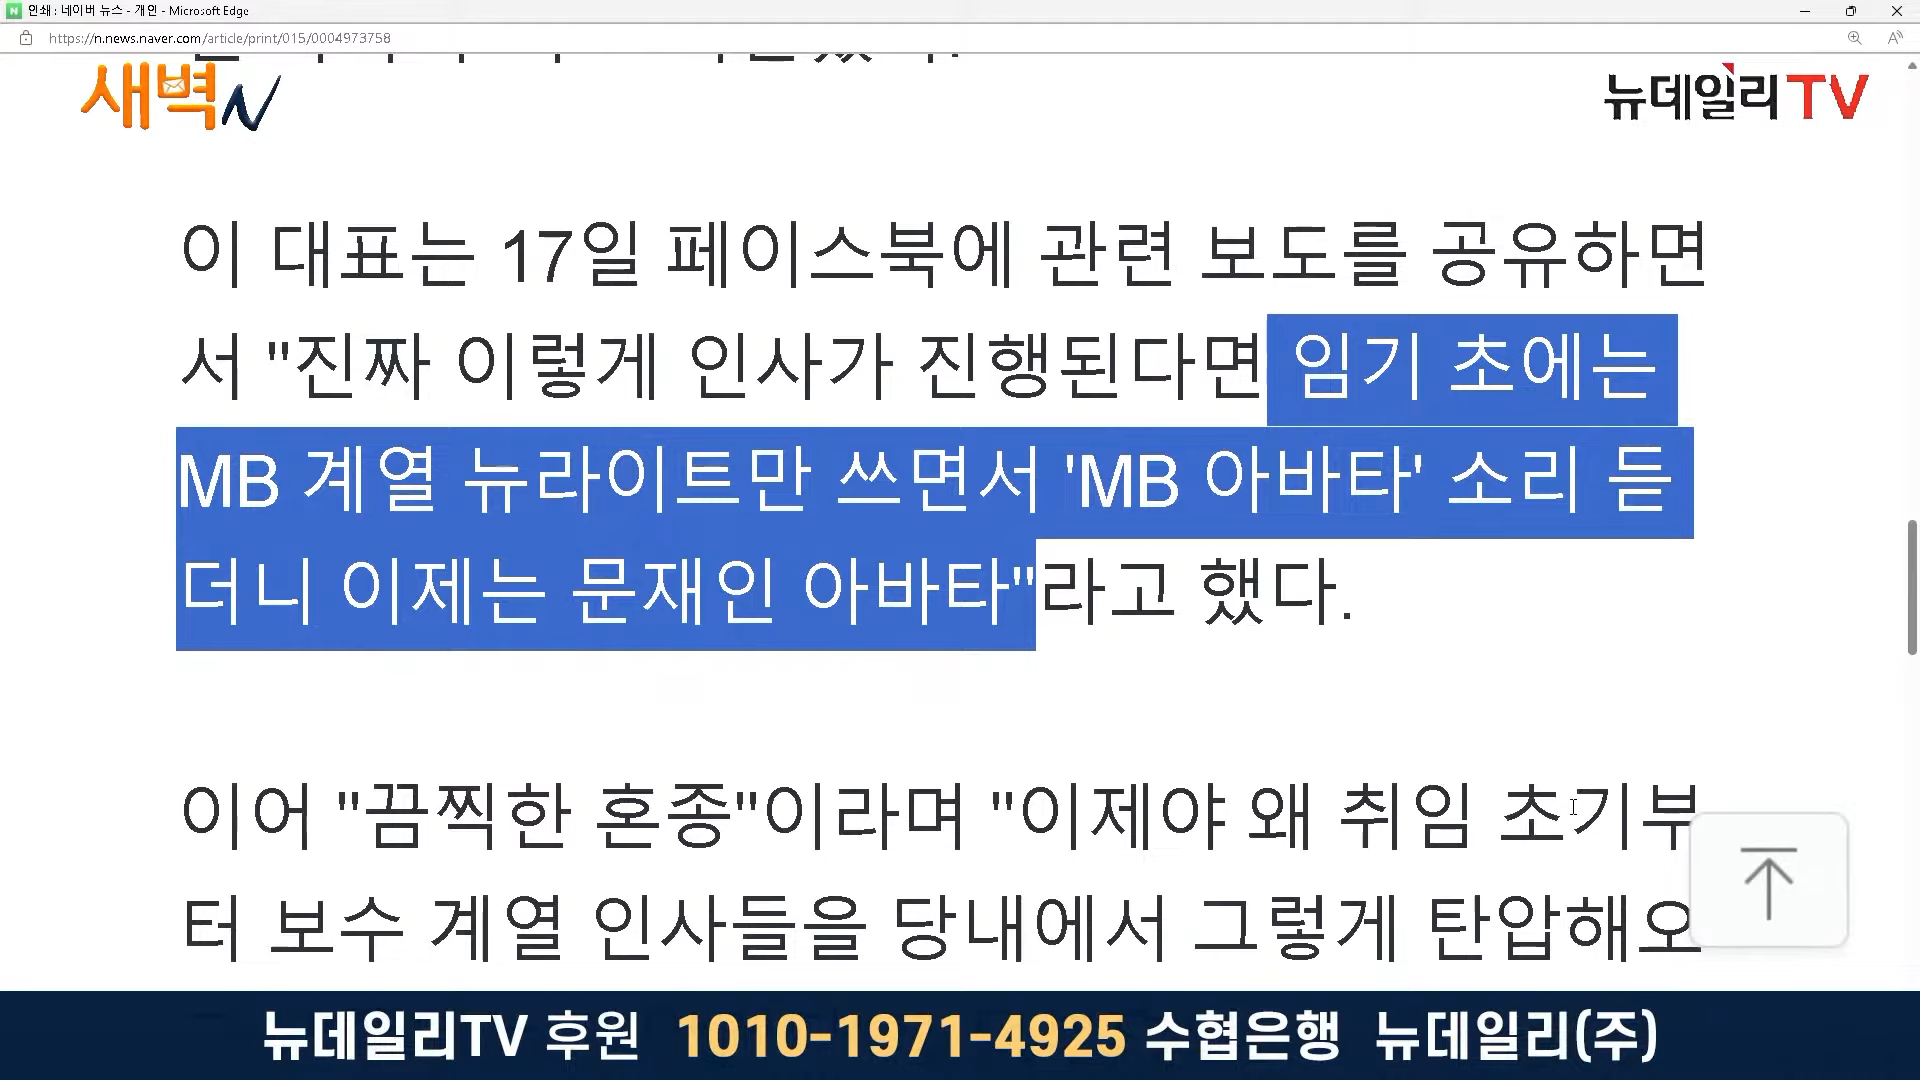 인쇄 : 네이버 뉴스 - 개인 - Microsoft Edge
https://n.news.naver.com/article/print/015/0004973758
새벽N
뉴데일리TV
이 대표는 17일 페이스북에 관련 보도를 공유하면
서 "진짜 이렇게 인사가 진행된다면 임기 초에는
MB 계열 뉴라이트만 쓰면서 'MB 아바타' 소리 듣
더니 이제는 문재인 아바타"라고 했다.
이어 "끔찍한 혼종"이라며 "이제야 왜 취임 초기부
터 보수 계열 인사들을 당내에서 그렇게 탄압해오
뉴데일리TV 후원 1010-1971-4925 수협은행 뉴데일리(주)